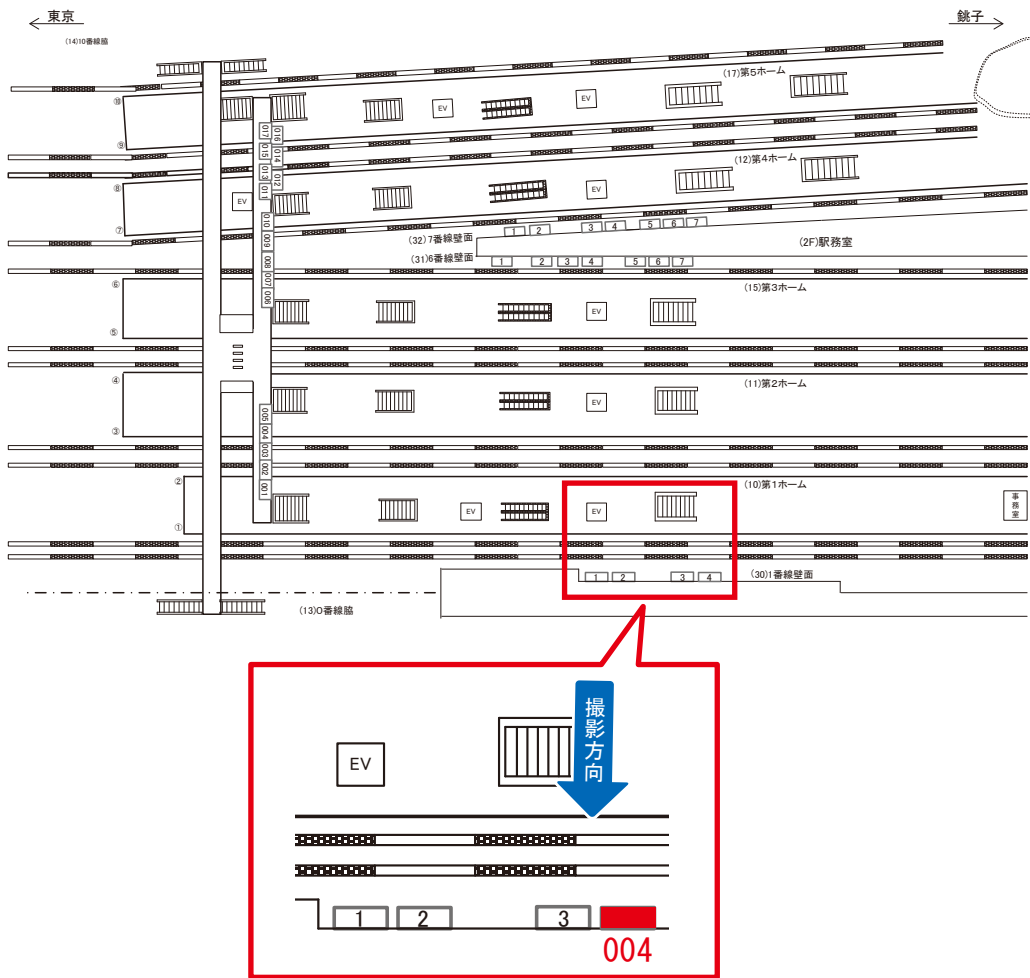 東京
銚子
(14)10番線脇
(17)第5ホーム
⑩
EV
EV
⑨
017
016
015
014
013
012
011
(12)第4ホーム
⑧
EV
EV
⑦
010
009
008
007
006
(32)7番線壁面
1 2 3 4 5 6 7
(2F)駅務室
(31)6番線壁面
1 2 3 4 5 6 7
⑥
(15)第3ホーム
EV
⑤
④
(11)第2ホーム
EV
③
005
004
003
002
001
②
(10)第1ホーム
EV
EV
事務室
①
1 2 3 4
(30)1番線壁面
(13)0番線脇
撮影方向
EV
1 2 3
004